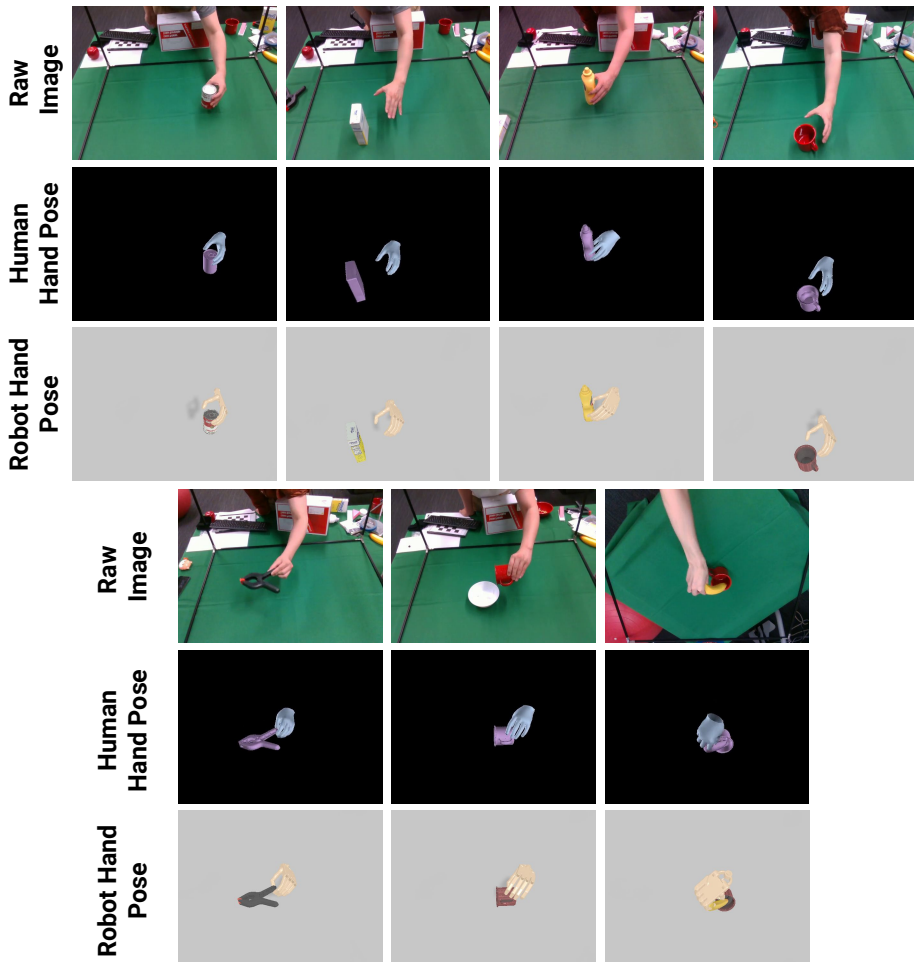 Raw
Image
Human
Hand Pose
Robot Hand
Pose
Raw
Image
Human
Hand Pose
Robot Hand
Pose